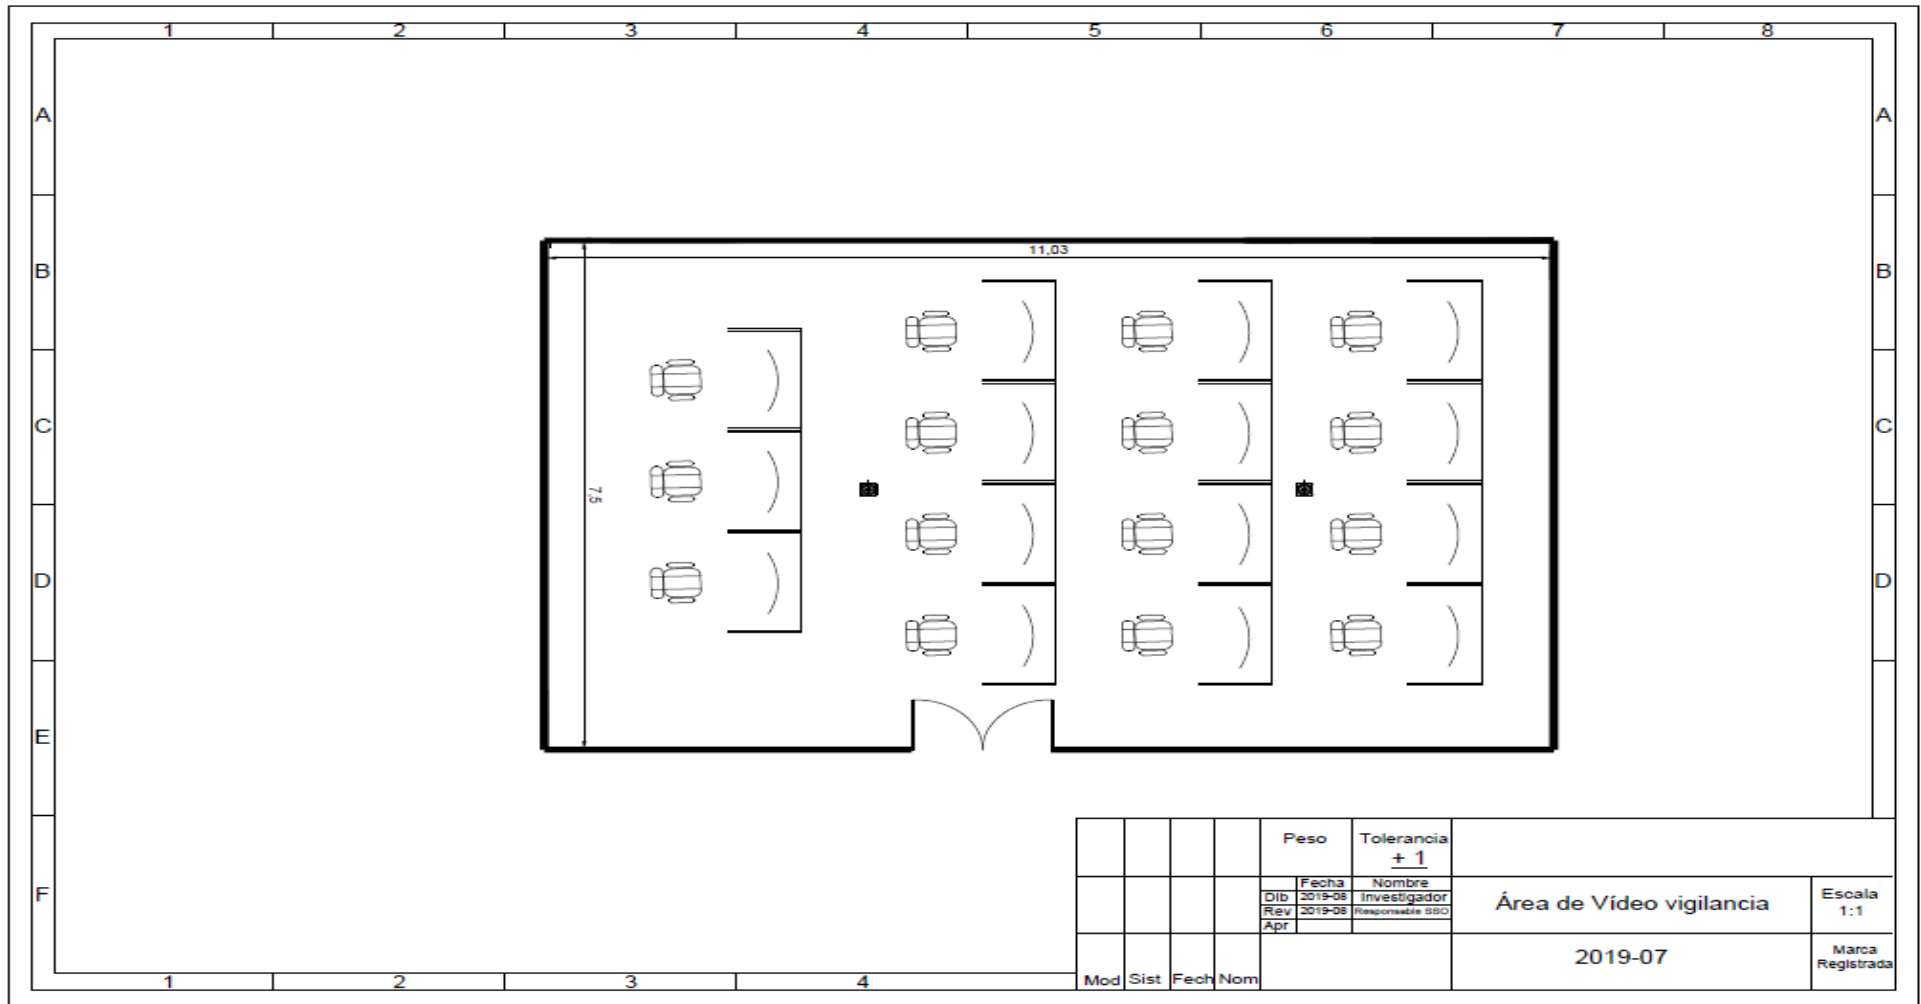 1 2 3 4 5 6 7 8
A A
B B
11,03
C C
7,5
D D
E
F
Peso Tolerancia
+ 1
Fecha Nombre
Dib 2019-08 Investigador
Rev 2019-08 Responsable SSO
Apr
Área de Vídeo vigilancia
Escala
1:1
2019-07
Marca
Registrada
Mod Sist Fech Nom
1 2 3 4